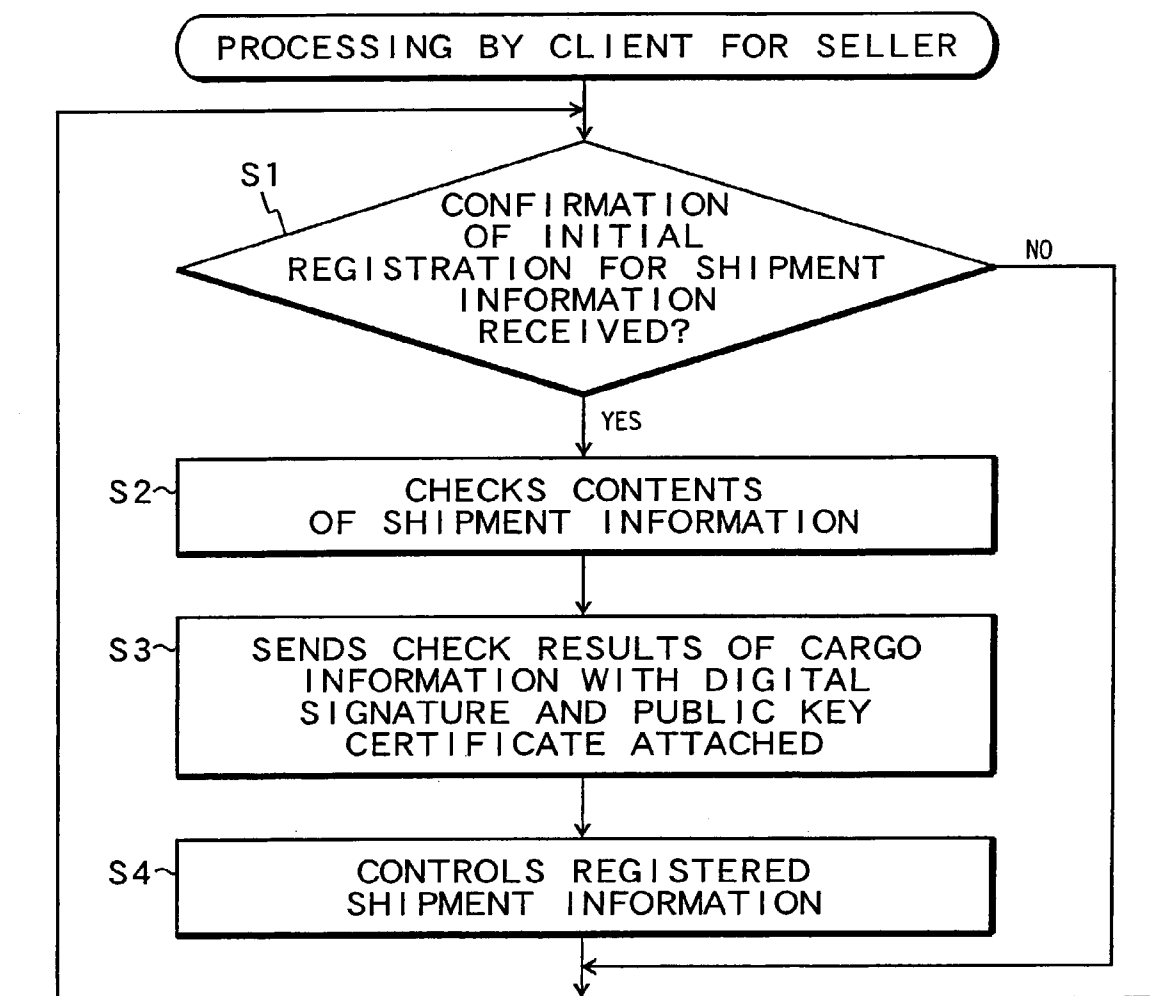 PROCESSING BY CLIENT FOR SELLER
S1
CONFIRMATION
OF INITIAL
REGISTRATION FOR SHIPMENT
INFORMATION
RECEIVED?
NO
YES
S2
CHECKS CONTENTS
OF SHIPMENT INFORMATION
S3
SENDS CHECK RESULTS OF CARGO
INFORMATION WITH DIGITAL
SIGNATURE AND PUBLIC KEY
CERTIFICATE ATTACHED
S4
CONTROLS REGISTERED
SHIPMENT INFORMATION